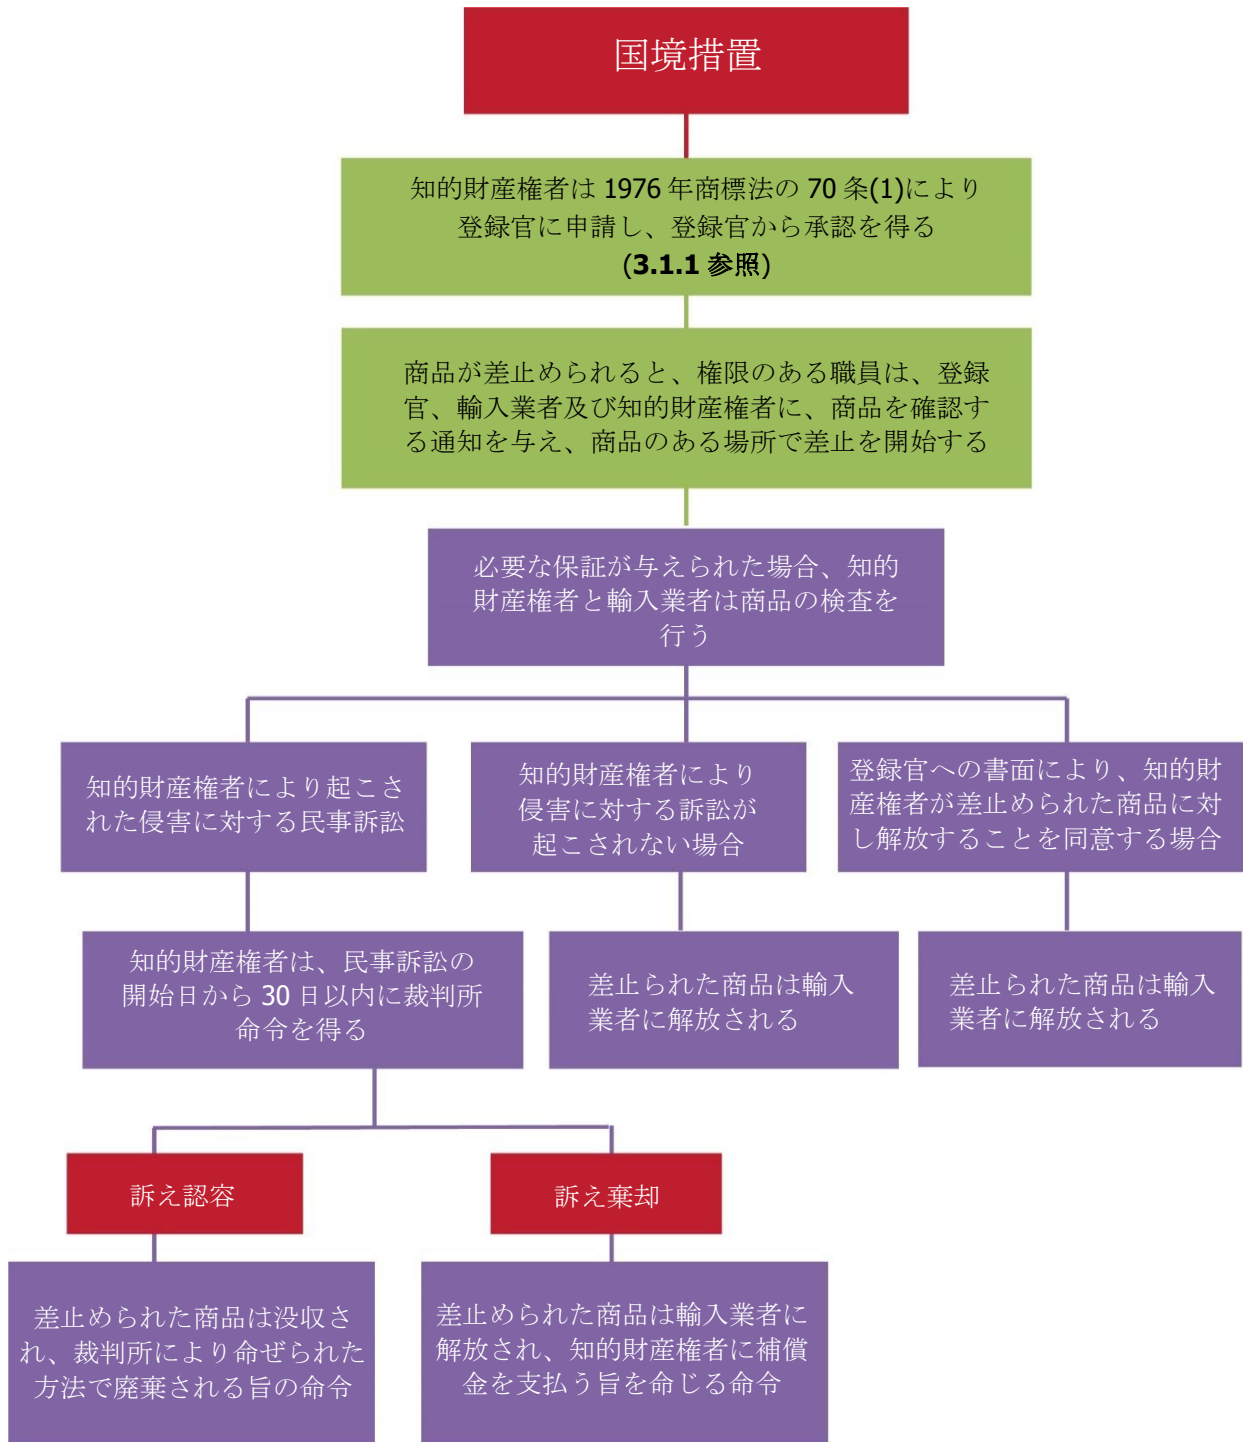 国境措置
知的財産権者は 1976 年商標法の 70 条(1)により
登録官に申請し、登録官から承認を得る
(3.1.1 参照)
商品が差止められると、権限のある職員は、登録
官、輸入業者及び知的財産権者に、商品を確認す
る通知を与え、商品のある場所で差止を開始する
必要な保証が与えられた場合、知的
財産権者と輸入業者は商品の検査を
行う
知的財産権者により起こさ
れた侵害に対する民事訴訟
知的財産権者により
侵害に対する訴訟が
起こされない場合
登録官への書面により、知的財
産権者が差止められた商品に対
し解放することを同意する場合
知的財産権者は、民事訴訟の
開始日から 30 日以内に裁判所
命令を得る
差止られた商品は輸入
業者に解放される
差止られた商品は輸入
業者に解放される
訴え認容
訴え棄却
差止められた商品は没収さ
れ、裁判所により命ぜられた
方法で廃棄される旨の命令
差止められた商品は輸入業者に
解放され、知的財産権者に補償
金を支払う旨を命じる命令